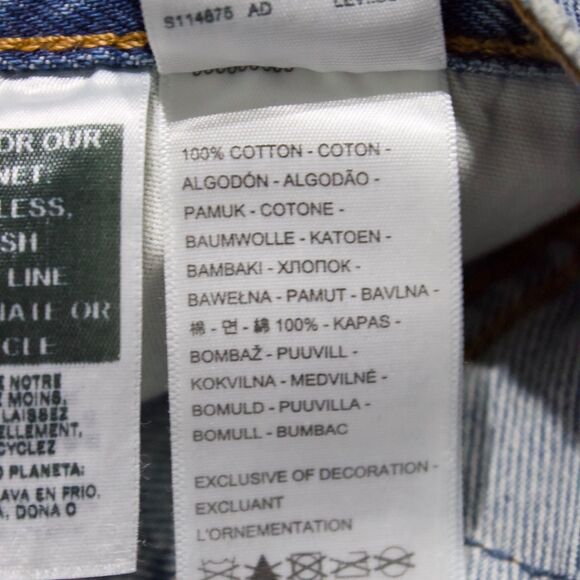 S114875 AD
OR OUR
NET.
LESS,
SH
LINE
NATE OR
CLE
E NOTRE
E MOINS,
LAISSEZ
ELLEMENT,
CYCLEZ
O PLANETA:
AVA EN FRIO.
A, DONA O
100% COTTON - COTON -
ALGODÓN - ALGODÃO -
PAMUK - COTONE -
BAUMWOLLE - KATOEN -
BAMBAKI - ХЛОПОК -
BAWEŁNA - PAMUT - BAVLNA -
棉 - 면 - 綿 100% - KAPAS -
BOMBAŽ - PUUVILL -
KOKVILNA - MEDVILNĖ -
BOMULD - PUUVILLA -
BOMULL - BUMBAC
EXCLUSIVE OF DECORATION -
EXCLUANT
L'ORNEMENTATION